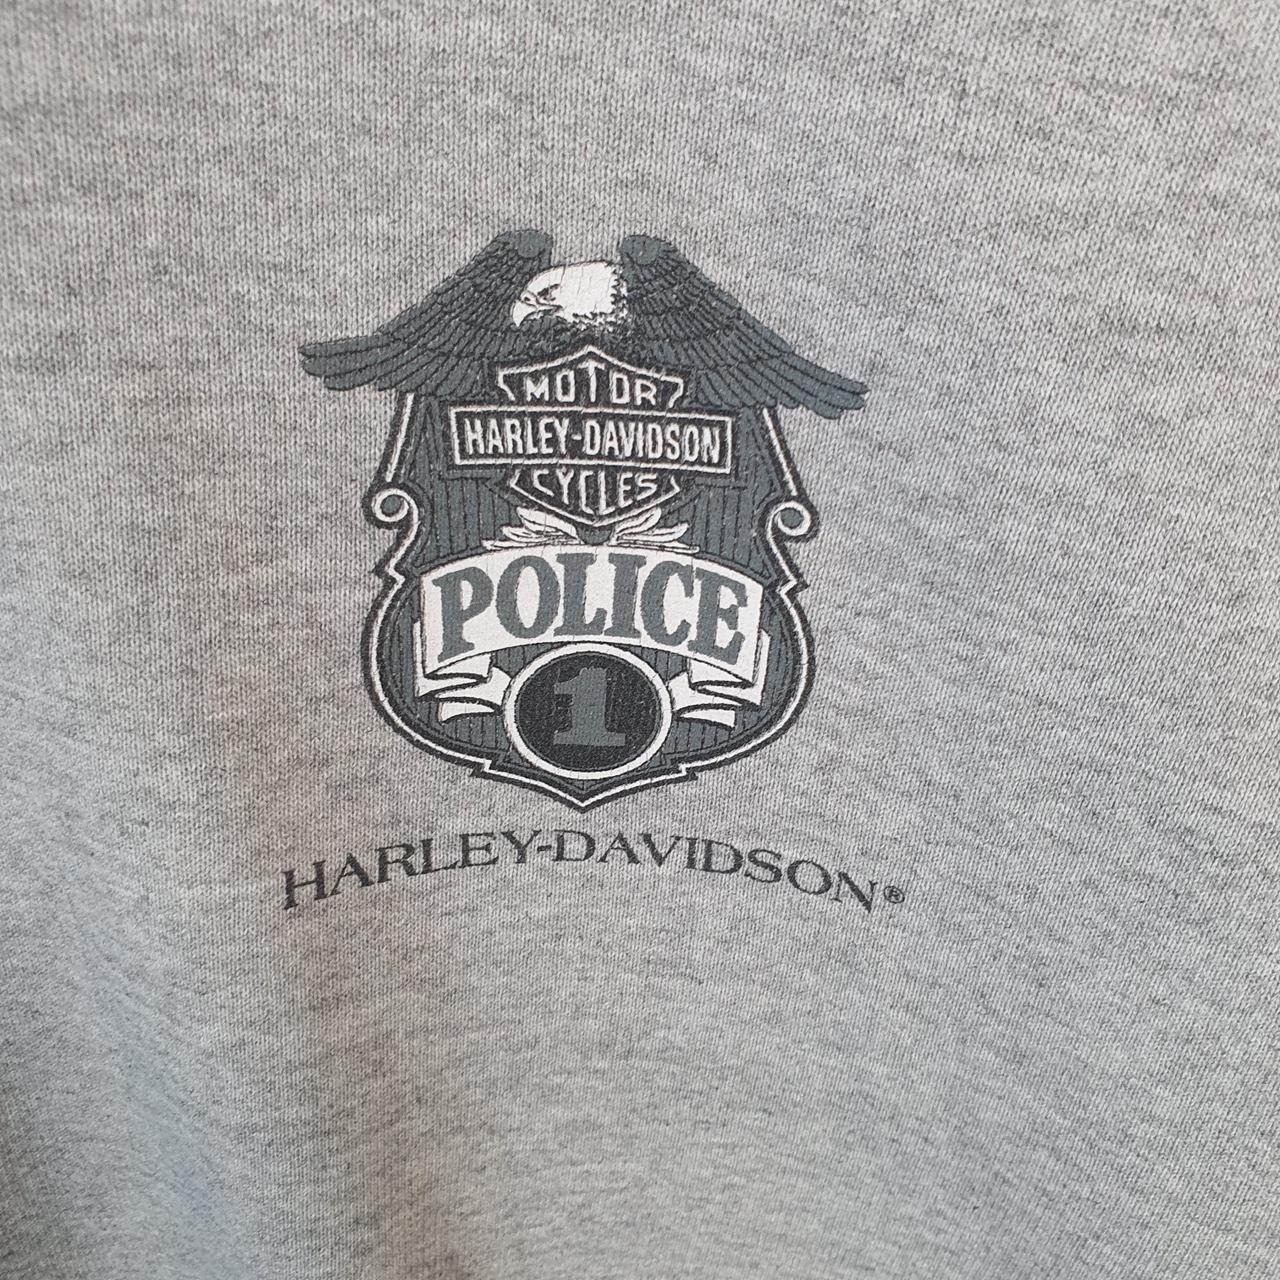 MOTOR
HARLEY-DAVIDSON
CYCLES
POLICE
1
HARLEY-DAVIDSON®